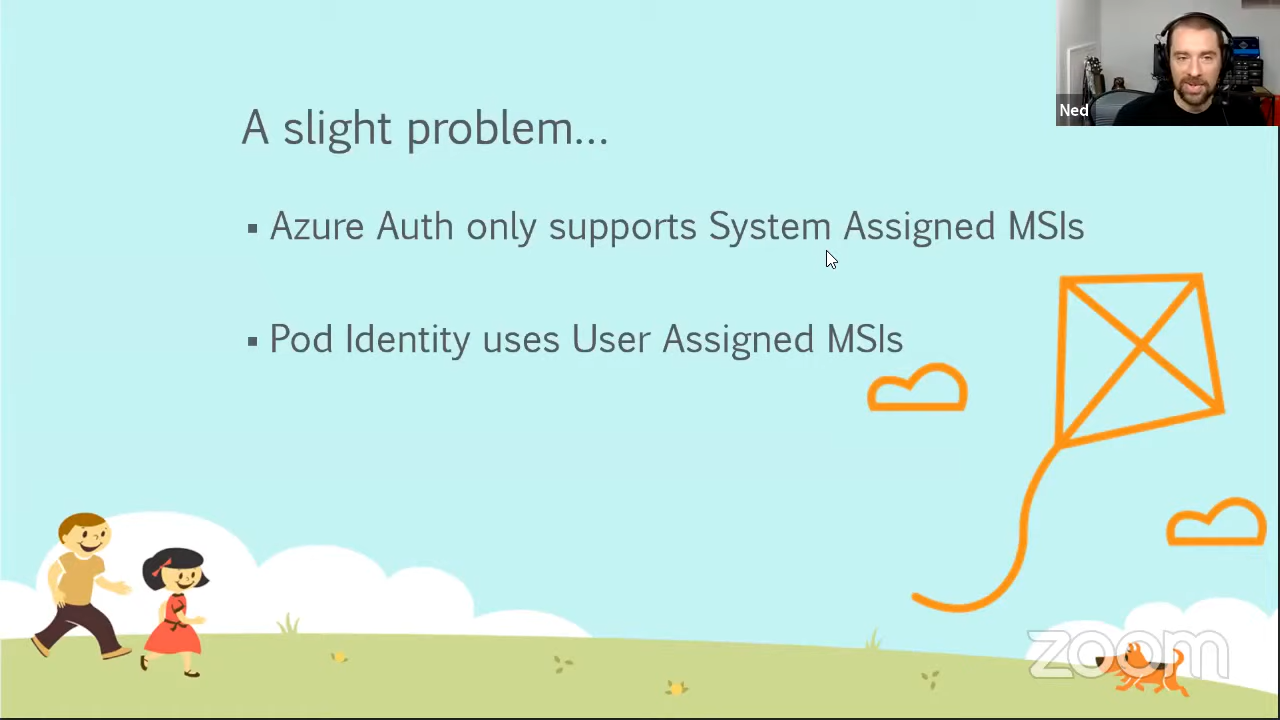 Ned
A slight problem...
▪ Azure Auth only supports System Assigned MSIs
▪ Pod Identity uses User Assigned MSIs
zoom